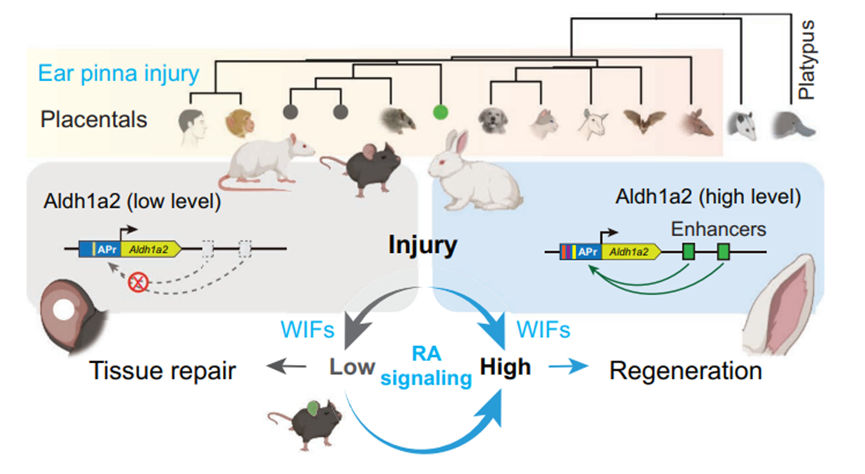 Ear pinna injury
Placentals
Platypus
Aldh1a2 (low level)
APr Aldh1a2
Injury
Aldh1a2 (high level)
Enhancers
APr Aldh1a2
WIFs
WIFs
Tissue repair
Low
RA
signaling
High
Regeneration